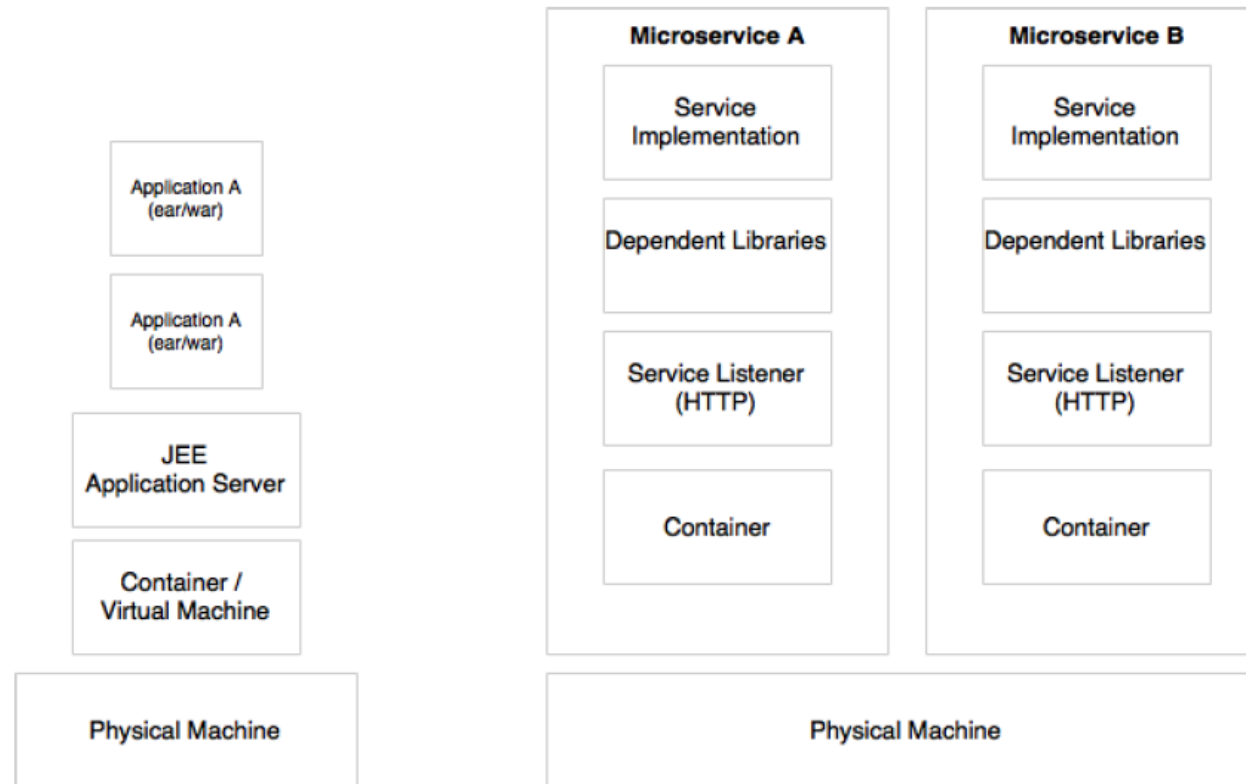 Application A
(ear/war)
Application A
(ear/war)
JEE
Application Server
Container /
Virtual Machine
Physical Machine
Microservice A
Service
Implementation
Dependent Libraries
Service Listener
(HTTP)
Container
Microservice B
Service
Implementation
Dependent Libraries
Service Listener
(HTTP)
Container
Physical Machine